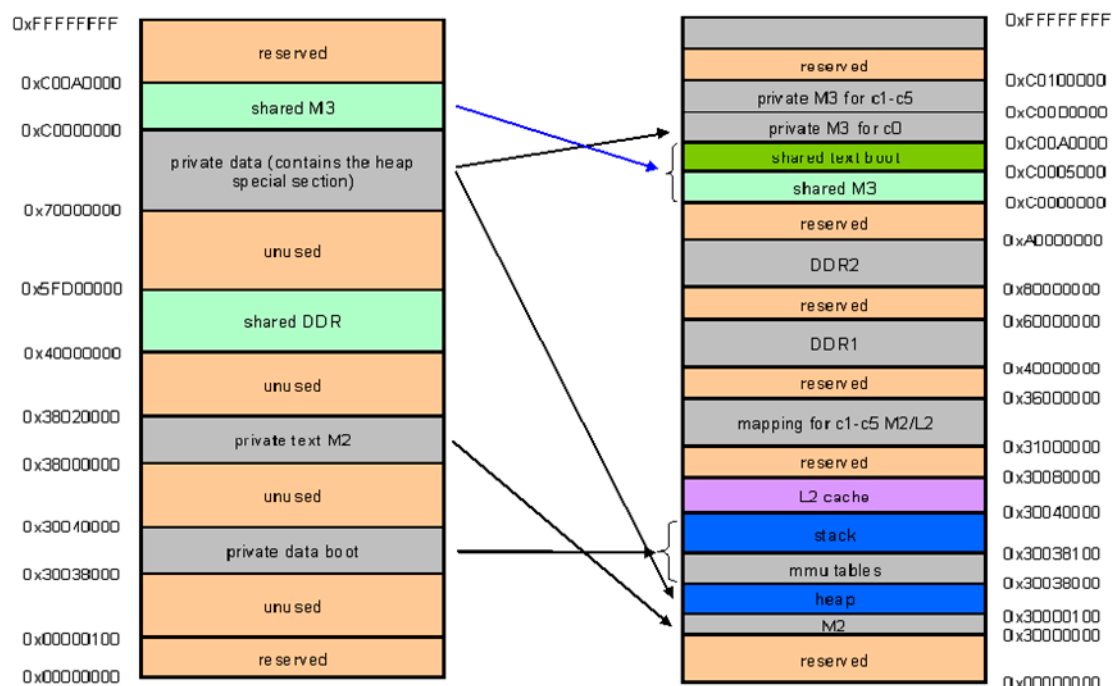 0xFFFFFFFF
reserved
0xC00A0000
shared M3
0xC0000000
private data (contains the heap
special section)
0x70000000
unused
0x5FD00000
shared DDR
0x40000000
unused
0x38020000
private text M2
0x38000000
unused
0x30040000
private data boot
0x30038000
unused
0x00000100
reserved
0x00000000
0xFFFFFFFF
reserved
0xC0100000
private M3 for c1-c5
0xC00D0000
private M3 for c0
0xC00A0000
shared text boot
0xC0005000
shared M3
0xC0000000
reserved
0xA0000000
DDR2
0x80000000
reserved
0x60000000
DDR1
0x40000000
reserved
0x36000000
mapping for c1-c5 M2/L2
0x31000000
reserved
0x30080000
L2 cache
0x30040000
stack
0x3003B100
mmu tables
0x30038000
heap
0x30000100
M2
0x30000000
reserved
0x00000000